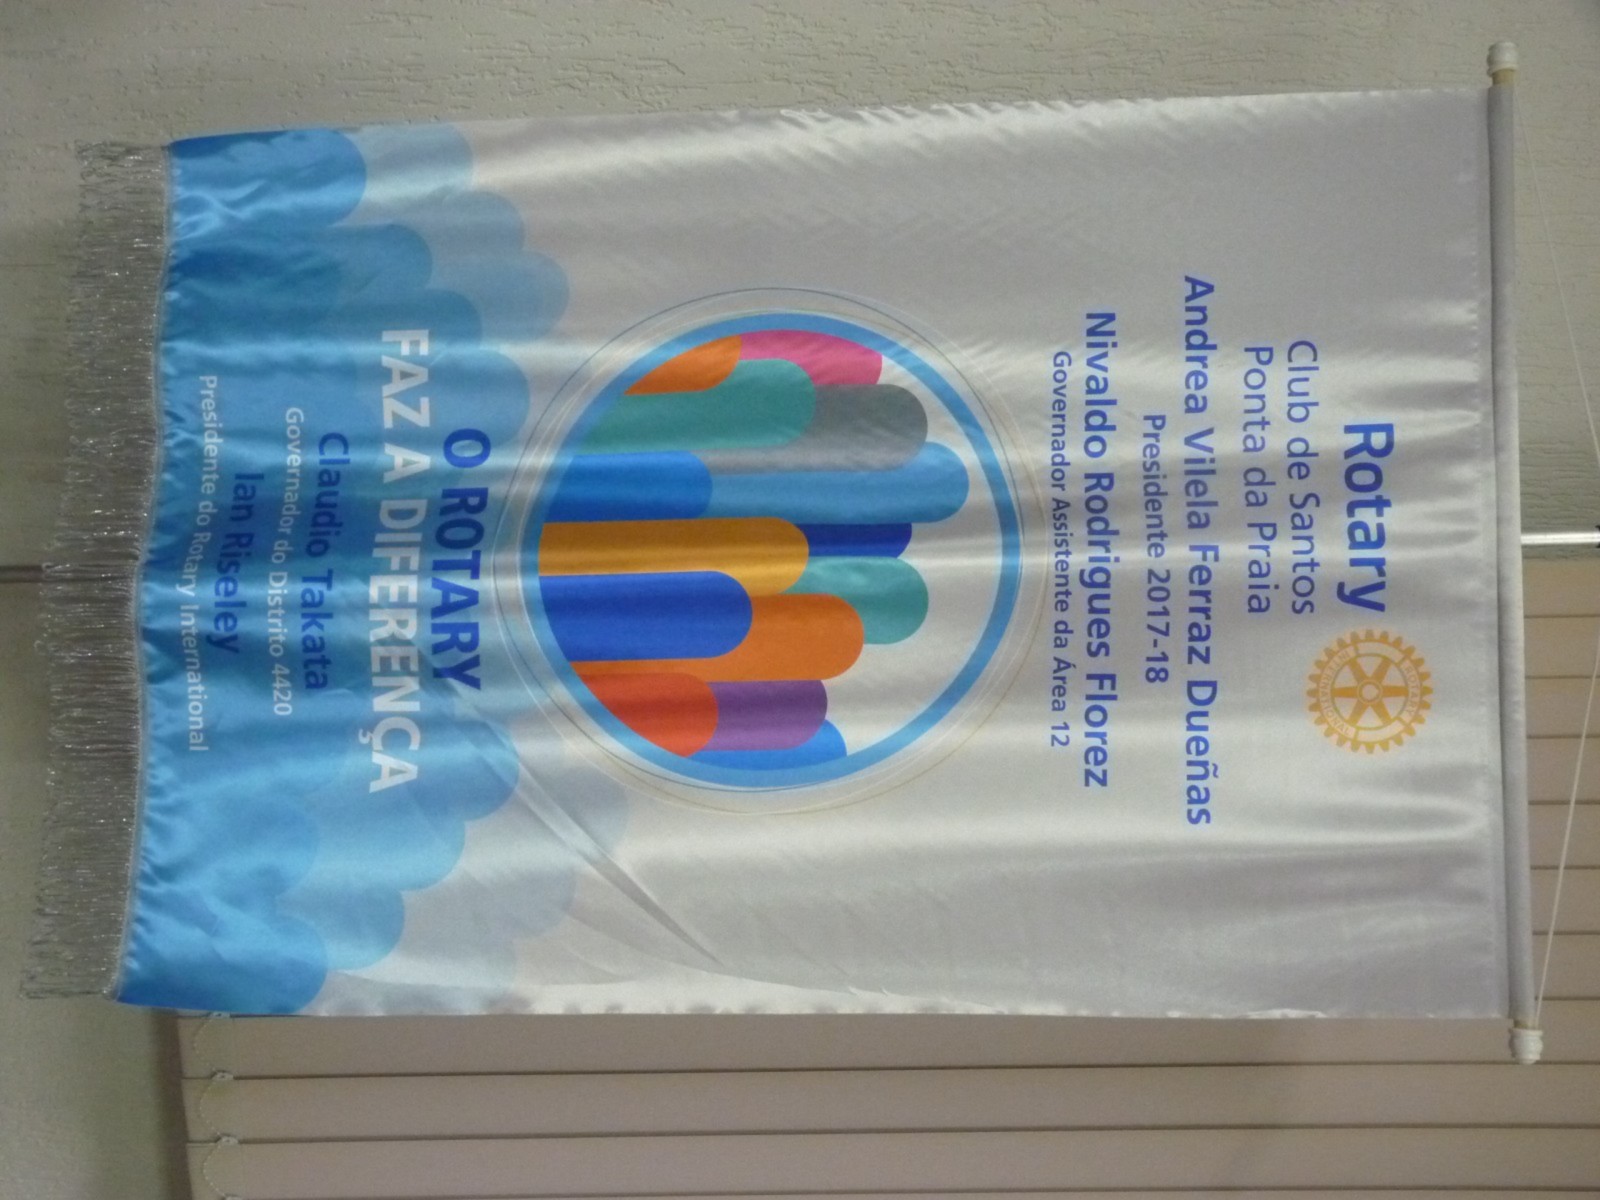 Rotary
Club de Santos
Ponta da Praia
Andrea Vilela Ferraz Dueñas
Presidente 2017-18
Nivaldo Rodrigues Florez
Governador Assistente da Área 12
O ROTARY
FAZ A DIFERENÇA
Claudio Takata
Governador do Distrito 4420
Ian Riseley
Presidente do Rotary International